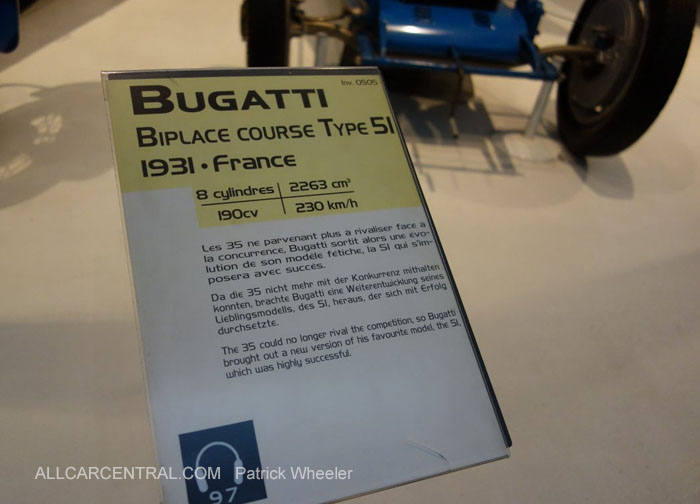 Inv. 0505
BUGATTI
BIPLACE COURSE TYPE 51
1931 • France
8 cylindres | 2263 cm³
190cv | 230 km/h
Les 35 ne parvenant plus à rivaliser face à
la concurrence, Bugatti sortit alors une évo-
lution de son modèle fétiche, la 51 qui s'im-
posera avec succès.
Da die 35 nicht mehr mit der Konkurrenz mithalten
konnten, brachte Bugatti eine Weiterentwicklung seines
Lieblingsmodells, des 51, heraus, der sich mit Erfolg
durchsetzte.
The 35 could no longer rival the competition, so Bugatti
brought out a new version of his favourite model, the 51,
which was highly successful.
97
ALLCARCENTRAL.COM Patrick Wheeler